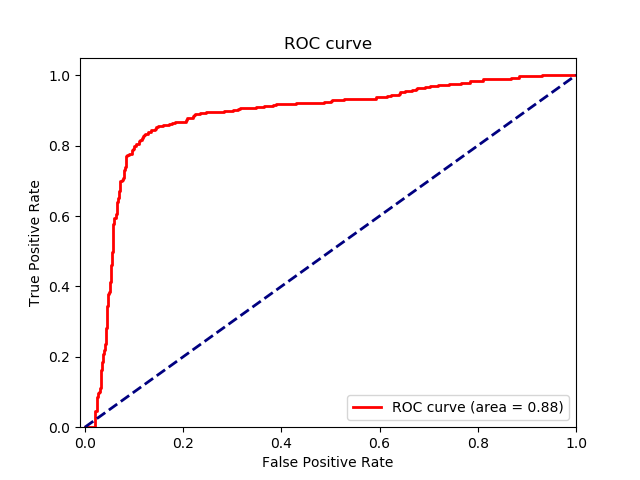 ROC curve
1.0
0.8
0.6
0.4
0.2
0.0
True Positive Rate
0.0 0.2 0.4 0.6 0.8 1.0
False Positive Rate
ROC curve (area = 0.88)